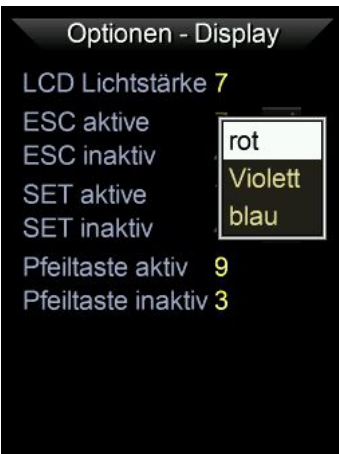 Optionen - Display
LCD Lichtstärke 7
ESC aktive
ESC inaktiv
SET aktive
SET inaktiv
Pfeiltaste aktiv 9
Pfeiltaste inaktiv 3
rot
Violett
blau